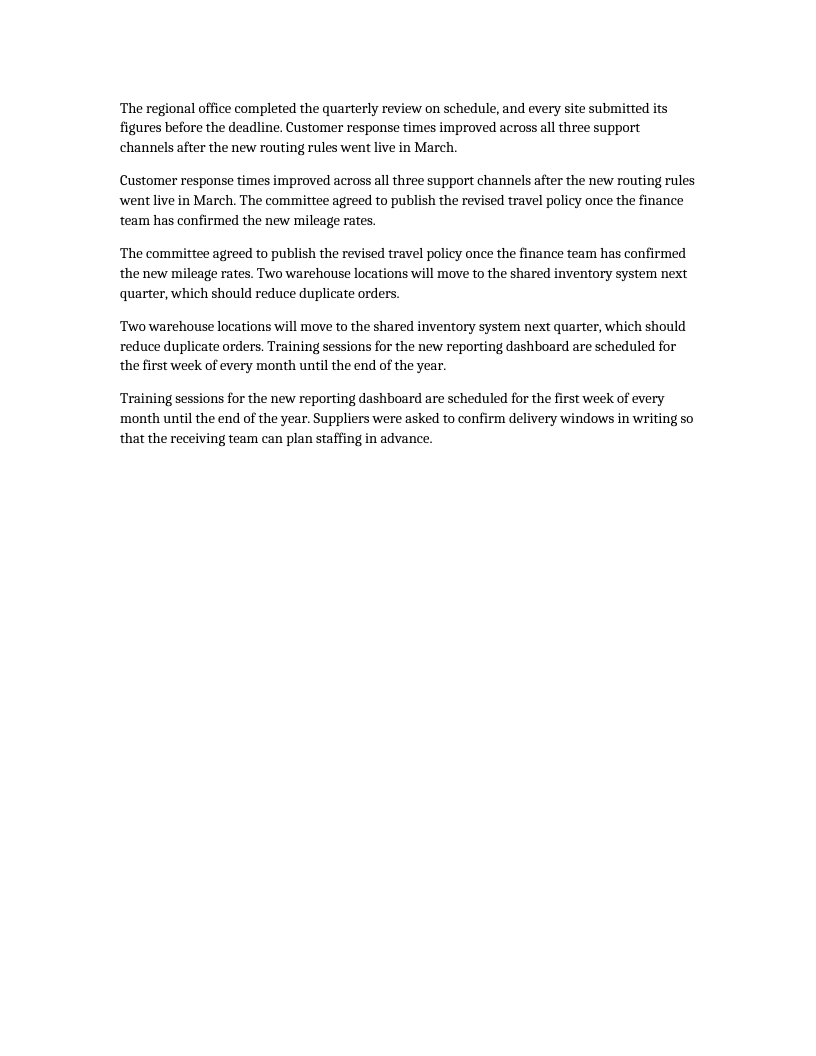 The regional office completed the quarterly review on schedule, and every site submitted its
figures before the deadline. Customer response times improved across all three support
channels after the new routing rules went live in March.
Customer response times improved across all three support channels after the new routing rules
went live in March. The committee agreed to publish the revised travel policy once the finance
team has confirmed the new mileage rates.
The committee agreed to publish the revised travel policy once the finance team has confirmed
the new mileage rates. Two warehouse locations will move to the shared inventory system next
quarter, which should reduce duplicate orders.
Two warehouse locations will move to the shared inventory system next quarter, which should
reduce duplicate orders. Training sessions for the new reporting dashboard are scheduled for
the first week of every month until the end of the year.
Training sessions for the new reporting dashboard are scheduled for the first week of every
month until the end of the year. Suppliers were asked to confirm delivery windows in writing so
that the receiving team can plan staffing in advance.